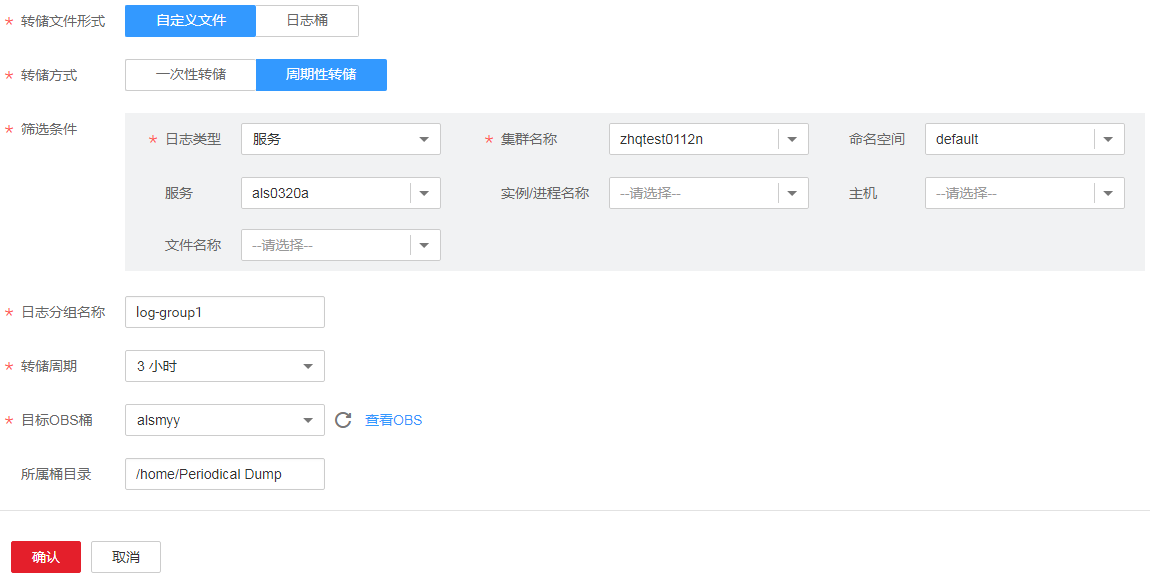 * 转储文件形式 自定义文件 日志桶
* 转储方式 一次性转储 周期性转储
* 筛选条件
* 日志类型 服务 * 集群名称 zhqtest0112n 命名空间 default
服务 als0320a 实例/进程名称 --请选择-- 主机 --请选择--
文件名称 --请选择--
* 日志分组名称 log-group1
* 转储周期 3 小时
* 目标OBS桶 alsmyy 查看OBS
所属桶目录 /home/Periodical Dump
确认 取消